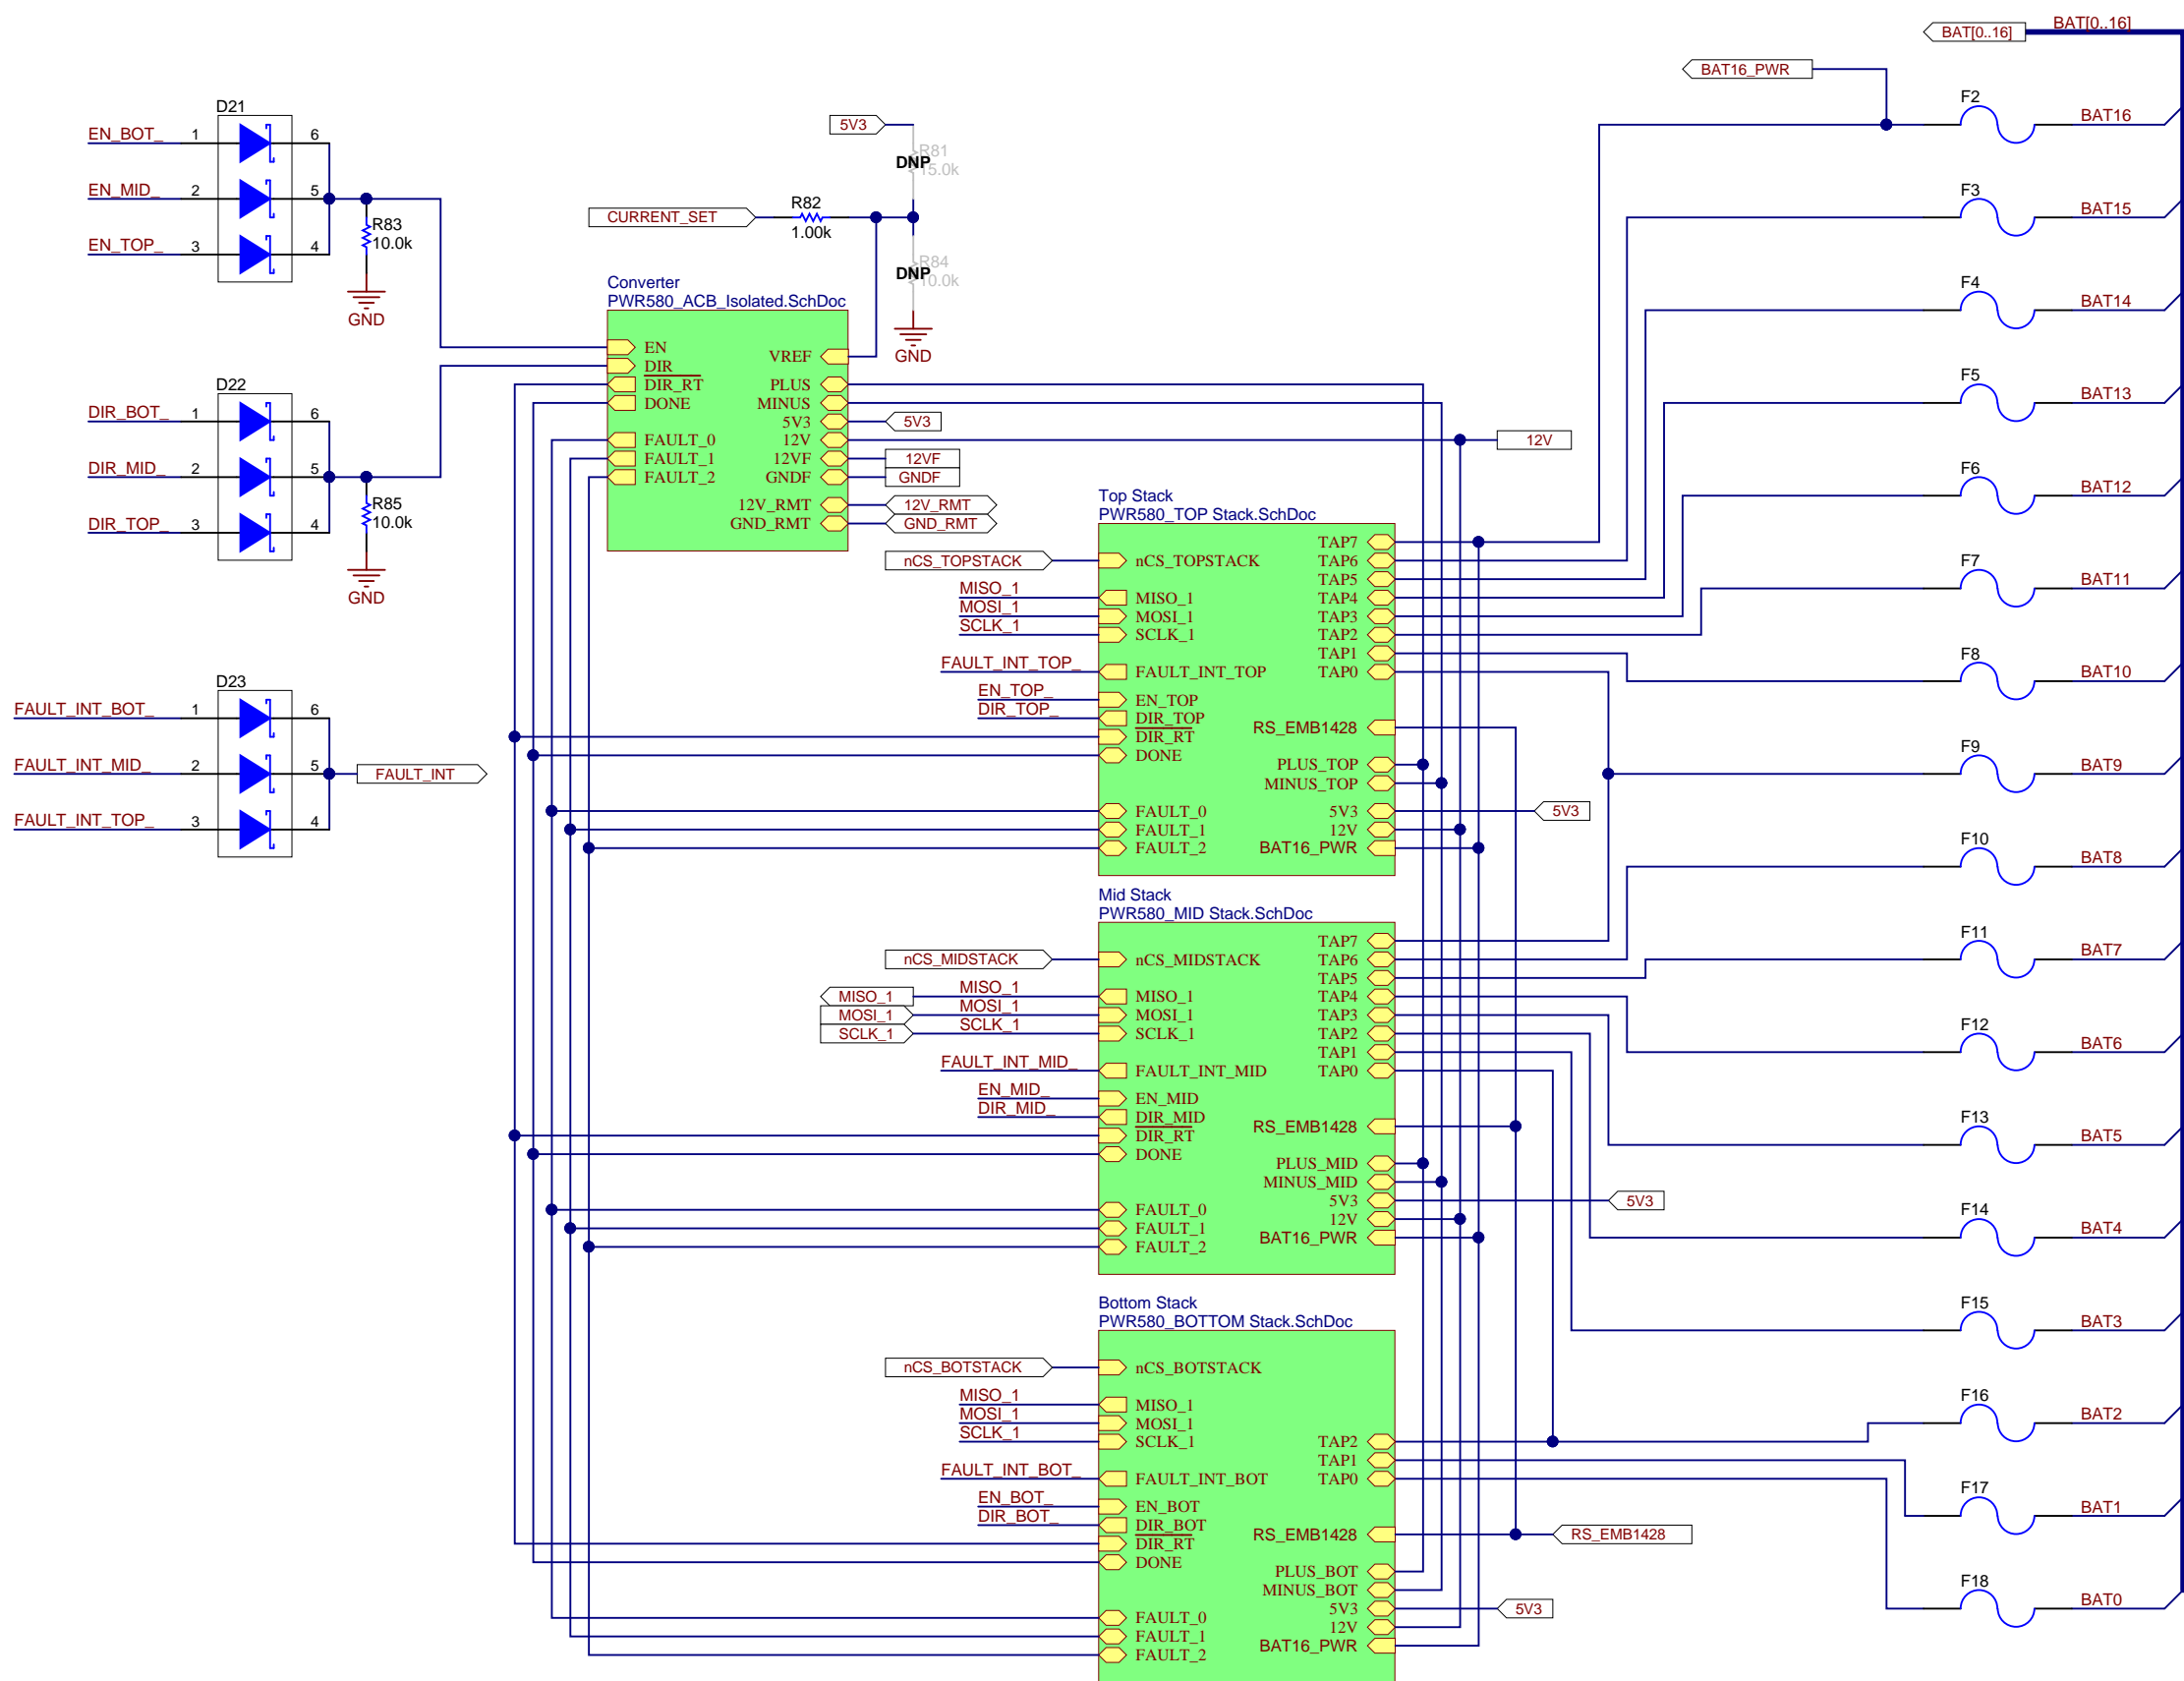 BAT[0..16]
BAT[0..16]
BAT16_PWR
D21
EN_BOT_
1
6
EN_MID_
2
5
EN_TOP_
3
4
R83
10.0k
GND
D22
DIR_BOT_
1
6
DIR_MID_
2
5
DIR_TOP_
3
4
R85
10.0k
GND
D23
FAULT_INT_BOT_
1
6
FAULT_INT_MID_
2
5
FAULT_INT_TOP_
3
4
FAULT_INT
5V3
R81
DNP
15.0k
CURRENT_SET
R82
1.00k
R84
DNP
10.0k
GND
Converter
PWR580_ACB_Isolated.SchDoc
EN
DIR
DIR_RT
DONE
FAULT_0
FAULT_1
FAULT_2
VREF
PLUS
MINUS
5V3
12V
12VF
GNDF
12V_RMT
GND_RMT
5V3
12V
12VF
GNDF
12V_RMT
GND_RMT
Top Stack
PWR580_TOP Stack.SchDoc
nCS_TOPSTACK
MISO_1
MOSI_1
SCLK_1
FAULT_INT_TOP_
EN_TOP_
DIR_TOP_
nCS_TOPSTACK
MISO_1
MOSI_1
SCLK_1
FAULT_INT_TOP
EN_TOP
DIR_TOP
DIR_RT
DONE
FAULT_0
FAULT_1
FAULT_2
TAP7
TAP6
TAP5
TAP4
TAP3
TAP2
TAP1
TAP0
RS_EMB1428
PLUS_TOP
MINUS_TOP
5V3
12V
BAT16_PWR
5V3
Mid Stack
PWR580_MID Stack.SchDoc
nCS_MIDSTACK
MISO_1
MOSI_1
SCLK_1
MISO_1
MOSI_1
SCLK_1
FAULT_INT_MID_
EN_MID_
DIR_MID_
nCS_MIDSTACK
MISO_1
MOSI_1
SCLK_1
FAULT_INT_MID
EN_MID
DIR_MID
DIR_RT
DONE
FAULT_0
FAULT_1
FAULT_2
TAP7
TAP6
TAP5
TAP4
TAP3
TAP2
TAP1
TAP0
RS_EMB1428
PLUS_MID
MINUS_MID
5V3
12V
BAT16_PWR
5V3
Bottom Stack
PWR580_BOTTOM Stack.SchDoc
nCS_BOTSTACK
MISO_1
MOSI_1
SCLK_1
FAULT_INT_BOT_
EN_BOT_
DIR_BOT_
nCS_BOTSTACK
MISO_1
MOSI_1
SCLK_1
FAULT_INT_BOT
EN_BOT
DIR_BOT
DIR_RT
DONE
FAULT_0
FAULT_1
FAULT_2
TAP2
TAP1
TAP0
RS_EMB1428
PLUS_BOT
MINUS_BOT
5V3
12V
BAT16_PWR
RS_EMB1428
5V3
F2
BAT16
F3
BAT15
F4
BAT14
F5
BAT13
F6
BAT12
F7
BAT11
F8
BAT10
F9
BAT9
F10
BAT8
F11
BAT7
F12
BAT6
F13
BAT5
F14
BAT4
F15
BAT3
F16
BAT2
F17
BAT1
F18
BAT0